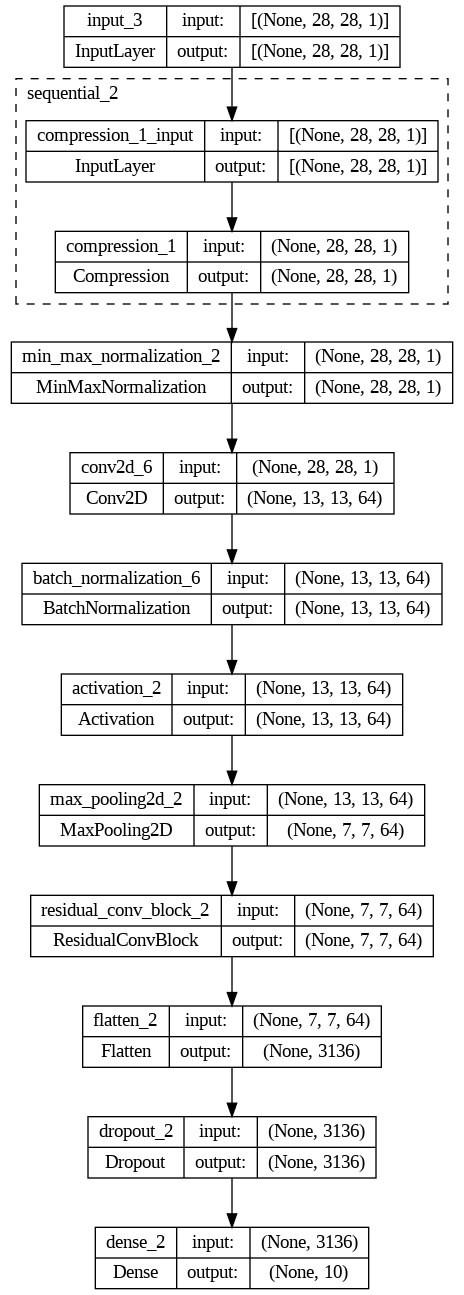 input_3 input: [(None, 28, 28, 1)]
InputLayer output: [(None, 28, 28, 1)]
sequential_2
compression_1_input input: [(None, 28, 28, 1)]
InputLayer output: [(None, 28, 28, 1)]
compression_1 input: (None, 28, 28, 1)
Compression output: (None, 28, 28, 1)
min_max_normalization_2 input: (None, 28, 28, 1)
MinMaxNormalization output: (None, 28, 28, 1)
conv2d_6 input: (None, 28, 28, 1)
Conv2D output: (None, 13, 13, 64)
batch_normalization_6 input: (None, 13, 13, 64)
BatchNormalization output: (None, 13, 13, 64)
activation_2 input: (None, 13, 13, 64)
Activation output: (None, 13, 13, 64)
max_pooling2d_2 input: (None, 13, 13, 64)
MaxPooling2D output: (None, 7, 7, 64)
residual_conv_block_2 input: (None, 7, 7, 64)
ResidualConvBlock output: (None, 7, 7, 64)
flatten_2 input: (None, 7, 7, 64)
Flatten output: (None, 3136)
dropout_2 input: (None, 3136)
Dropout output: (None, 3136)
dense_2 input: (None, 3136)
Dense output: (None, 10)